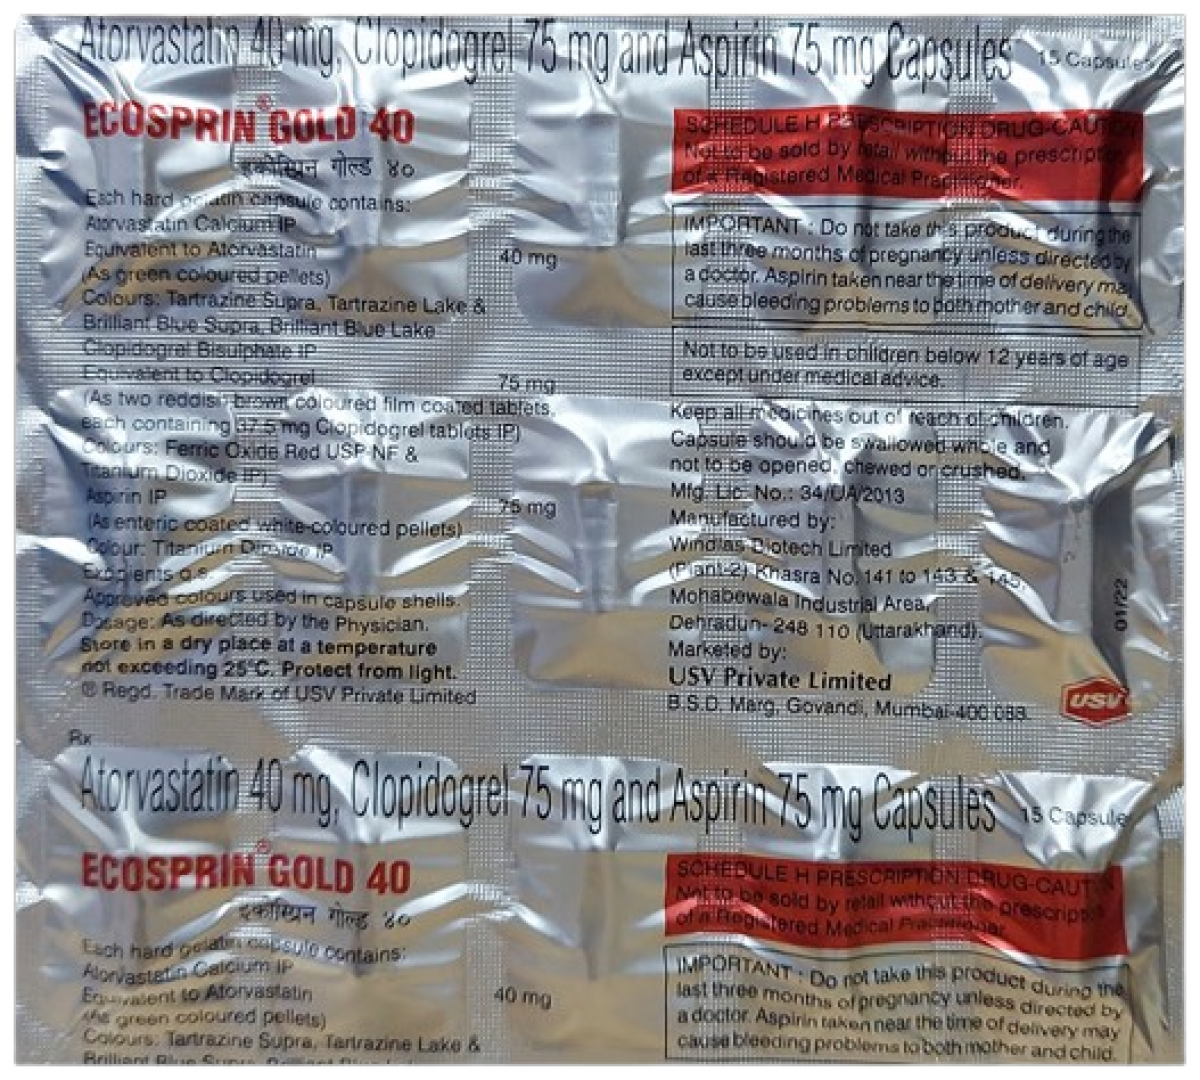 Atorvastatin 40 mg, Clopidogrel 75 mg and Aspirin 75 mg Capsules 15 Capsules
ECOSPRIN® GOLD 40
इकोस्प्रिन गोल्ड ४०
Each hard gelatin capsule contains:
Atorvastatin Calcium IP
Equivalent to Atorvastatin 40 mg
(As green coloured pellets)
Colours: Tartrazine Supra, Tartrazine Lake &
Brilliant Blue Supra, Brilliant Blue Lake
Clopidogrel Bisulphate IP
Equivalent to Clopidogrel 75 mg
(As two reddish brown coloured film coated tablets,
each containing 37.5 mg Clopidogrel tablets IP)
Colours: Ferric Oxide Red USP-NF &
Titanium Dioxide IP)
Aspirin IP 75 mg
(As enteric coated white-coloured pellets)
Colour: Titanium Dioxide IP
Excipients q.s.
Approved colours used in capsule shells.
Dosage: As directed by the Physician.
Store in a dry place at a temperature
not exceeding 25°C. Protect from light.
® Regd. Trade Mark of USV Private Limited
SCHEDULE H PRESCRIPTION DRUG-CAUTION
Not to be sold by retail without the prescription
of a Registered Medical Practitioner.
IMPORTANT : Do not take this product during the
last three months of pregnancy unless directed by
a doctor. Aspirin taken near the time of delivery may
cause bleeding problems to both mother and child.
Not to be used in children below 12 years of age
except under medical advice.
Keep all medicines out of reach of children.
Capsule should be swallowed whole and
not to be opened, chewed or crushed.
Mfg. Lic. No.: 34/UA/2013
Manufactured by:
Windlas Biotech Limited
(Plant-2) Khasra No. 141 to 143 & 145,
Mohabewala Industrial Area,
Dehradun- 248 110 (Uttarakhand).
Marketed by:
USV Private Limited
B.S.D. Marg, Govandi, Mumbai-400 088.
01/22
USV
Rx
Atorvastatin 40 mg, Clopidogrel 75 mg and Aspirin 75 mg Capsules 15 Capsule
ECOSPRIN® GOLD 40
इकोस्प्रिन गोल्ड ४०
Each hard gelatin capsule contains:
Atorvastatin Calcium IP
Equivalent to Atorvastatin 40 mg
(As green coloured pellets)
Colours: Tartrazine Supra, Tartrazine Lake &
Brilliant Blue Supra, Brilliant Blue Lake
SCHEDULE H PRESCRIPTION DRUG-CAUTION
Not to be sold by retail without the prescription
of a Registered Medical Practitioner.
IMPORTANT : Do not take this product during the
last three months of pregnancy unless directed by
a doctor. Aspirin taken near the time of delivery may
cause bleeding problems to both mother and child.